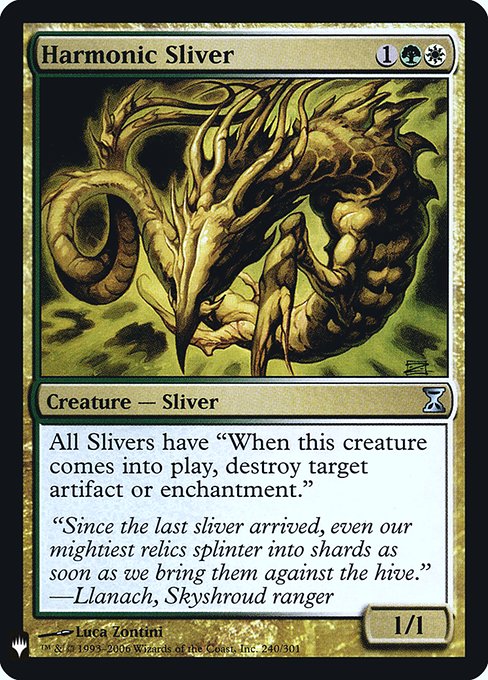 Harmonic Sliver 1
Creature — Sliver
All Slivers have “When this creature
comes into play, destroy target
artifact or enchantment.”
“Since the last sliver arrived, even our
mightiest relics splinter into shards as
soon as we bring them against the hive.”
—Llanach, Skyshroud ranger
1/1
Luca Zontini
™ & © 1993–2006 Wizards of the Coast, Inc. 240/301